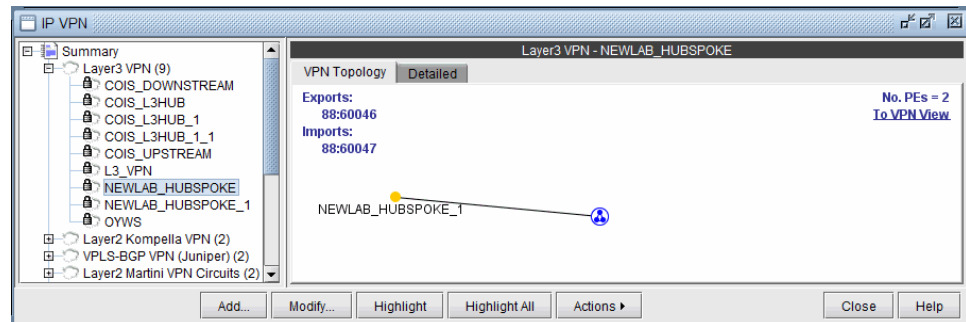 IP VPN
Summary
Layer3 VPN (9)
COIS_DOWNSTREAM
COIS_L3HUB
COIS_L3HUB_1
COIS_L3HUB_1_1
COIS_UPSTREAM
L3_VPN
NEWLAB_HUBSPOKE
NEWLAB_HUBSPOKE_1
OYWS
Layer2 Kompella VPN (2)
VPLS-BGP VPN (Juniper) (2)
Layer2 Martini VPN Circuits (2)
Layer3 VPN - NEWLAB_HUBSPOKE
VPN Topology Detailed
Exports:
88:60046
Imports:
88:60047
No. PEs = 2
To VPN View
NEWLAB_HUBSPOKE_1
Add... Modify... Highlight Highlight All Actions Close Help